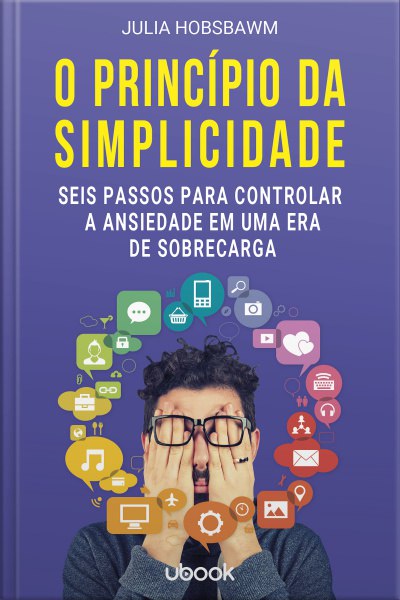 JULIA HOBSBAWM
O PRINCÍPIO DA
SIMPLICIDADE
SEIS PASSOS PARA CONTROLAR
A ANSIEDADE EM UMA ERA
DE SOBRECARGA
ubook